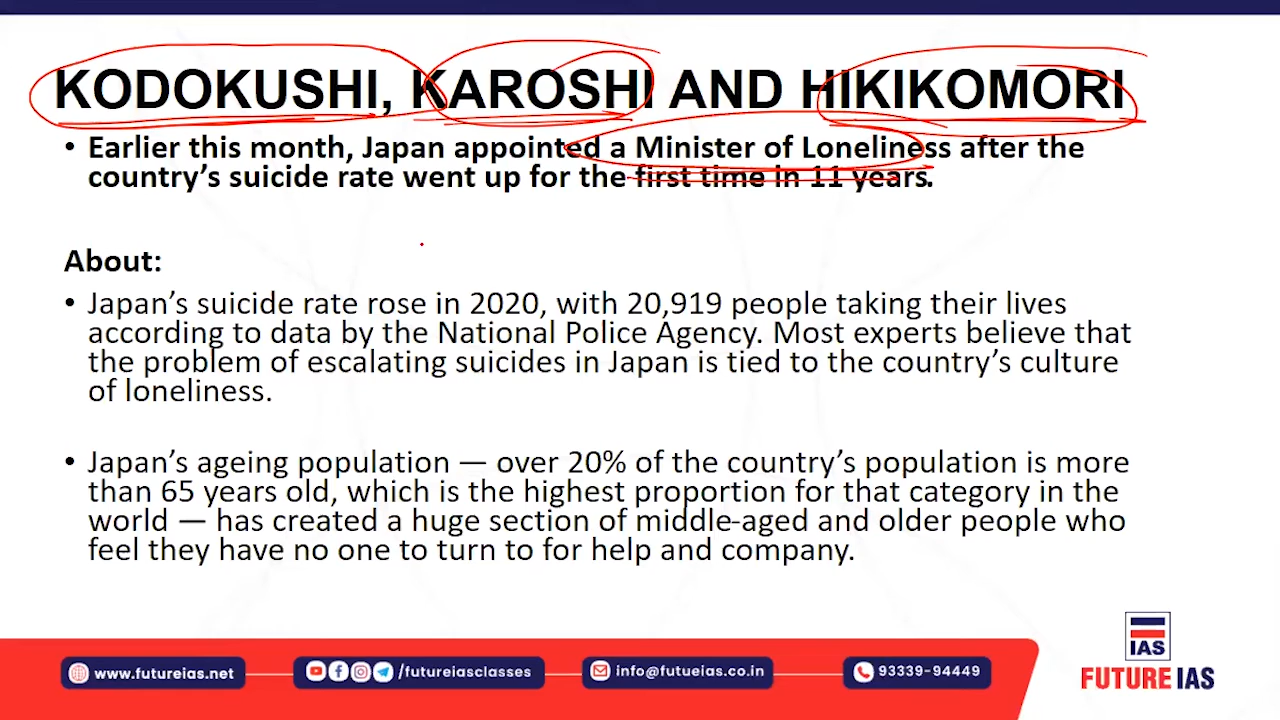 KODOKUSHI, KAROSHI AND HIKIKOMORI
• Earlier this month, Japan appointed a Minister of Loneliness after the
country's suicide rate went up for the first time in 11 years.
About:
• Japan's suicide rate rose in 2020, with 20,919 people taking their lives
according to data by the National Police Agency. Most experts believe that
the problem of escalating suicides in Japan is tied to the country's culture
of loneliness.
• Japan's ageing population — over 20% of the country's population is more
than 65 years old, which is the highest proportion for that category in the
world — has created a huge section of middle-aged and older people who
feel they have no one to turn to for help and company.
IAS
www.futureias.net
/futureiasclasses
info@futueias.co.in
93339-94449
FUTURE IAS